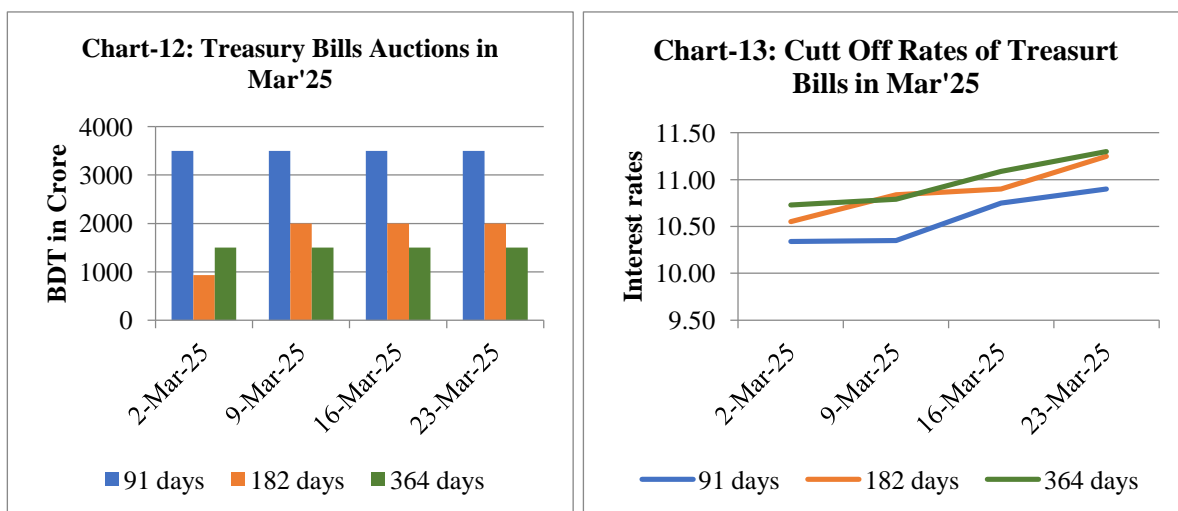 Chart-12: Treasury Bills Auctions in
Mar'25
BDT in Crore
4000
3000
2000
1000
0
2-Mar-25
9-Mar-25
16-Mar-25
23-Mar-25
91 days
182 days
364 days
Chart-13: Cutt Off Rates of Treasurt
Bills in Mar'25
Interest rates
11.50
11.00
10.50
10.00
9.50
2-Mar-25
9-Mar-25
16-Mar-25
23-Mar-25
91 days
182 days
364 days